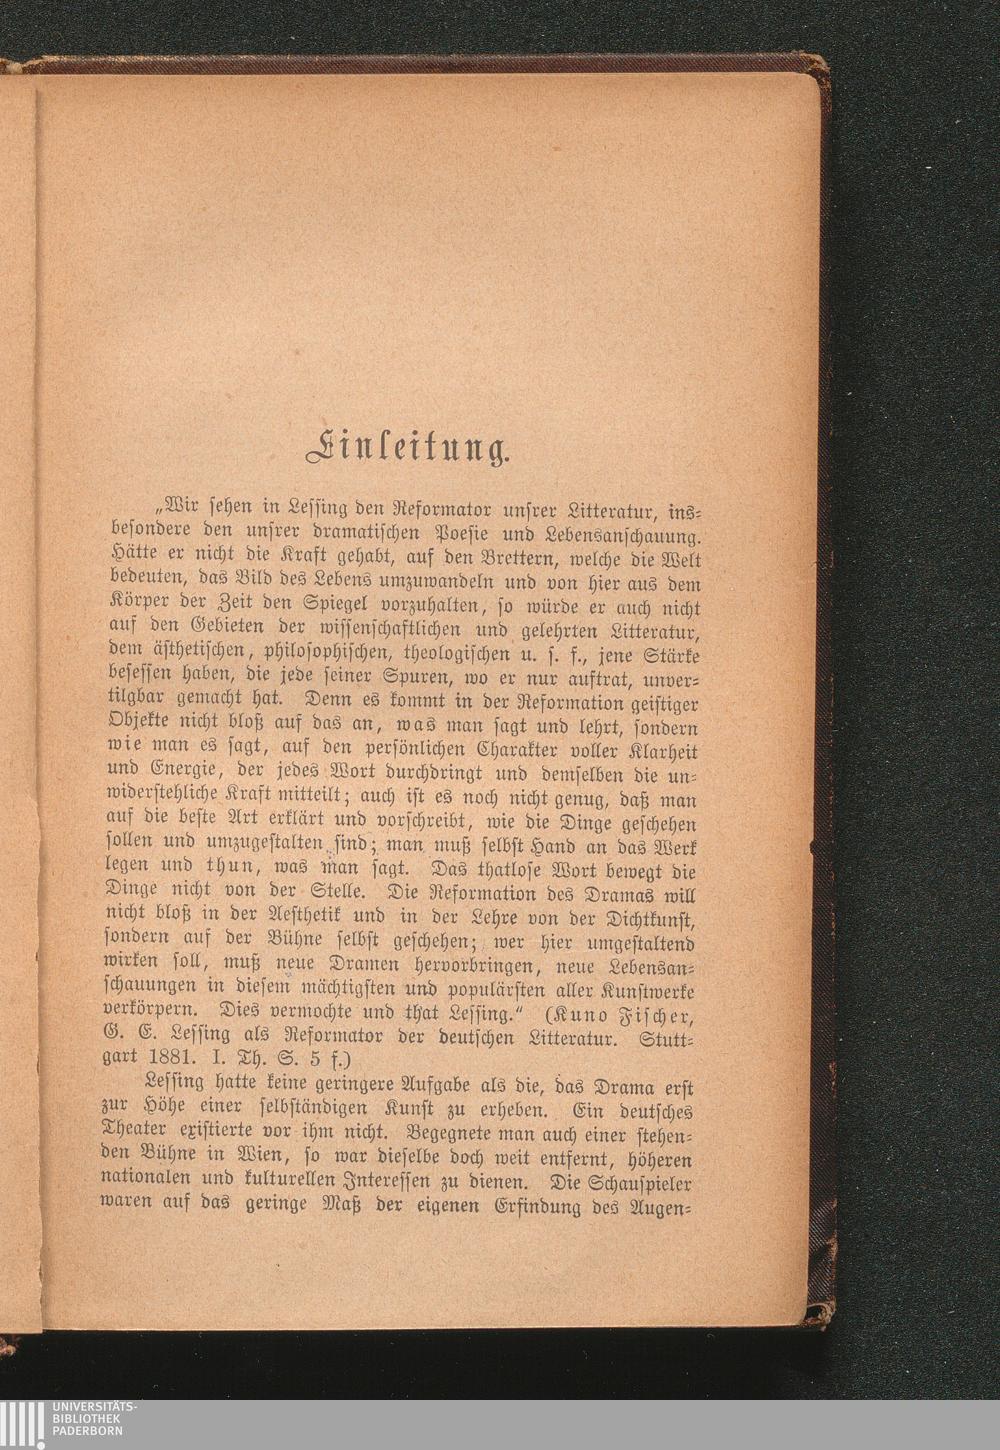 Einleitung.
„Wir sehen in Lessing den Reformator unsrer Litteratur, ins-
besondere den unsrer dramatischen Poesie und Lebensanschauung.
Hätte er nicht die Kraft gehabt, auf den Brettern, welche die Welt
bedeuten, das Bild des Lebens umzuwandeln und von hier aus dem
Körper der Zeit den Spiegel vorzuhalten, so würde er auch nicht
auf den Gebieten der wissenschaftlichen und gelehrten Litteratur,
dem ästhetischen, philosophischen, theologischen u. s. f., jene Stärke
besessen haben, die jede seiner Spuren, wo er nur auftrat, unver-
tilgbar gemacht hat. Denn es kommt in der Reformation geistiger
Objekte nicht bloß auf das an, was man sagt und lehrt, sondern
wie man es sagt, auf den persönlichen Charakter voller Klarheit
und Energie, der jedes Wort durchdringt und demselben die un-
widerstehliche Kraft mitteilt; auch ist es noch nicht genug, daß man
auf die beste Art erklärt und vorschreibt, wie die Dinge geschehen
sollen und umzugestalten sind; man muß selbst Hand an das Werk
legen und thun, was man sagt. Das thatlose Wort bewegt die
Dinge nicht von der Stelle. Die Reformation des Dramas will
nicht bloß in der Aesthetik und in der Lehre von der Dichtkunst,
sondern auf der Bühne selbst geschehen; wer hier umgestaltend
wirken soll, muß neue Dramen hervorbringen, neue Lebensan-
schauungen in diesem mächtigsten und populärsten aller Kunstwerke
verkörpern. Dies vermochte und that Lessing.“ (Kuno Fischer,
G. E. Lessing als Reformator der deutschen Litteratur. Stutt-
gart 1881. I. Th. S. 5 f.)
Lessing hatte keine geringere Aufgabe als die, das Drama erst
zur Höhe einer selbständigen Kunst zu erheben. Ein deutsches
Theater existierte vor ihm nicht. Begegnete man auch einer stehen-
den Bühne in Wien, so war dieselbe doch weit entfernt, höheren
nationalen und kulturellen Interessen zu dienen. Die Schauspieler
waren auf das geringe Maß der eigenen Erfindung des Augen-
UNIVERSITÄTS-
BIBLIOTHEK
PADERBORN